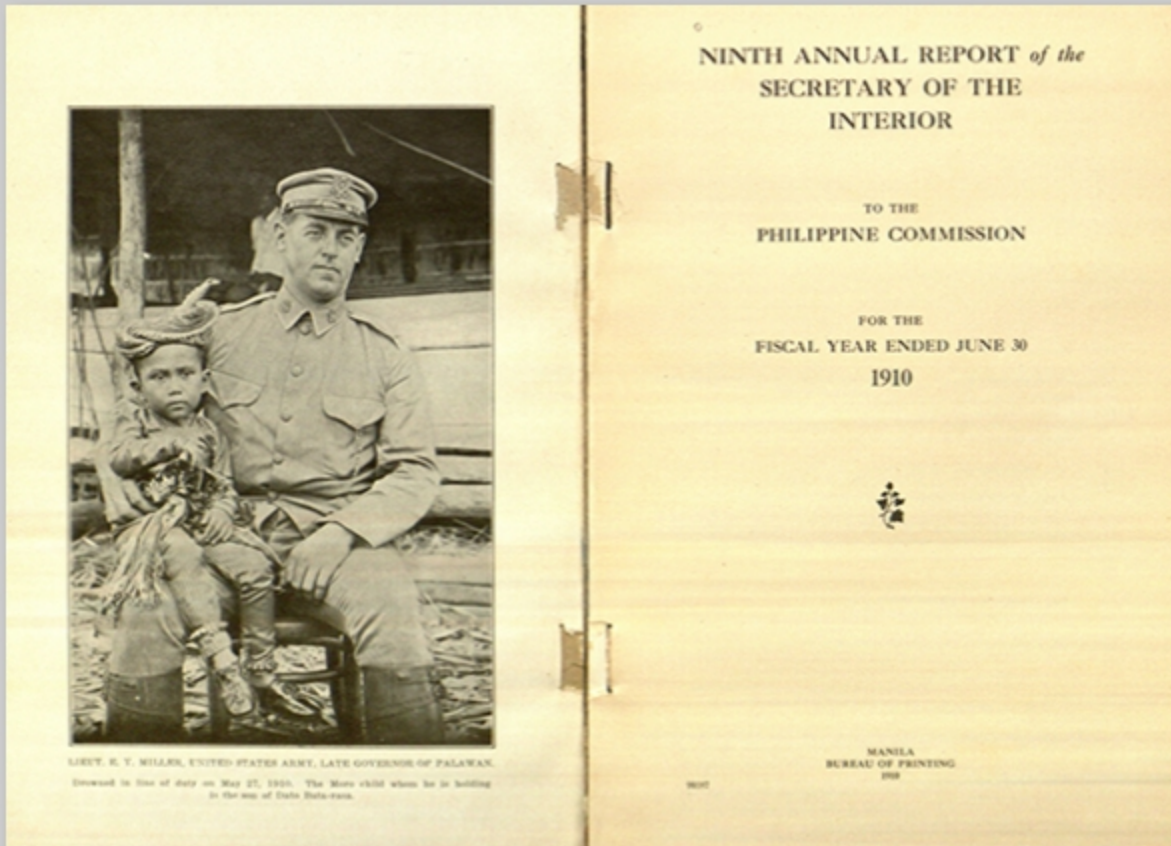 LIEUT. E. Y. MILLER, UNITED STATES ARMY, LATE GOVERNOR OF PALAWAN.
Drowned in line of duty on May 27, 1910. The Moro child whom he is holding
is the son of Dato
NINTH ANNUAL REPORT of the
SECRETARY OF THE
INTERIOR
TO THE
PHILIPPINE COMMISSION
FOR THE
FISCAL YEAR ENDED JUNE 30
1910
MANILA
BUREAU OF PRINTING
1910